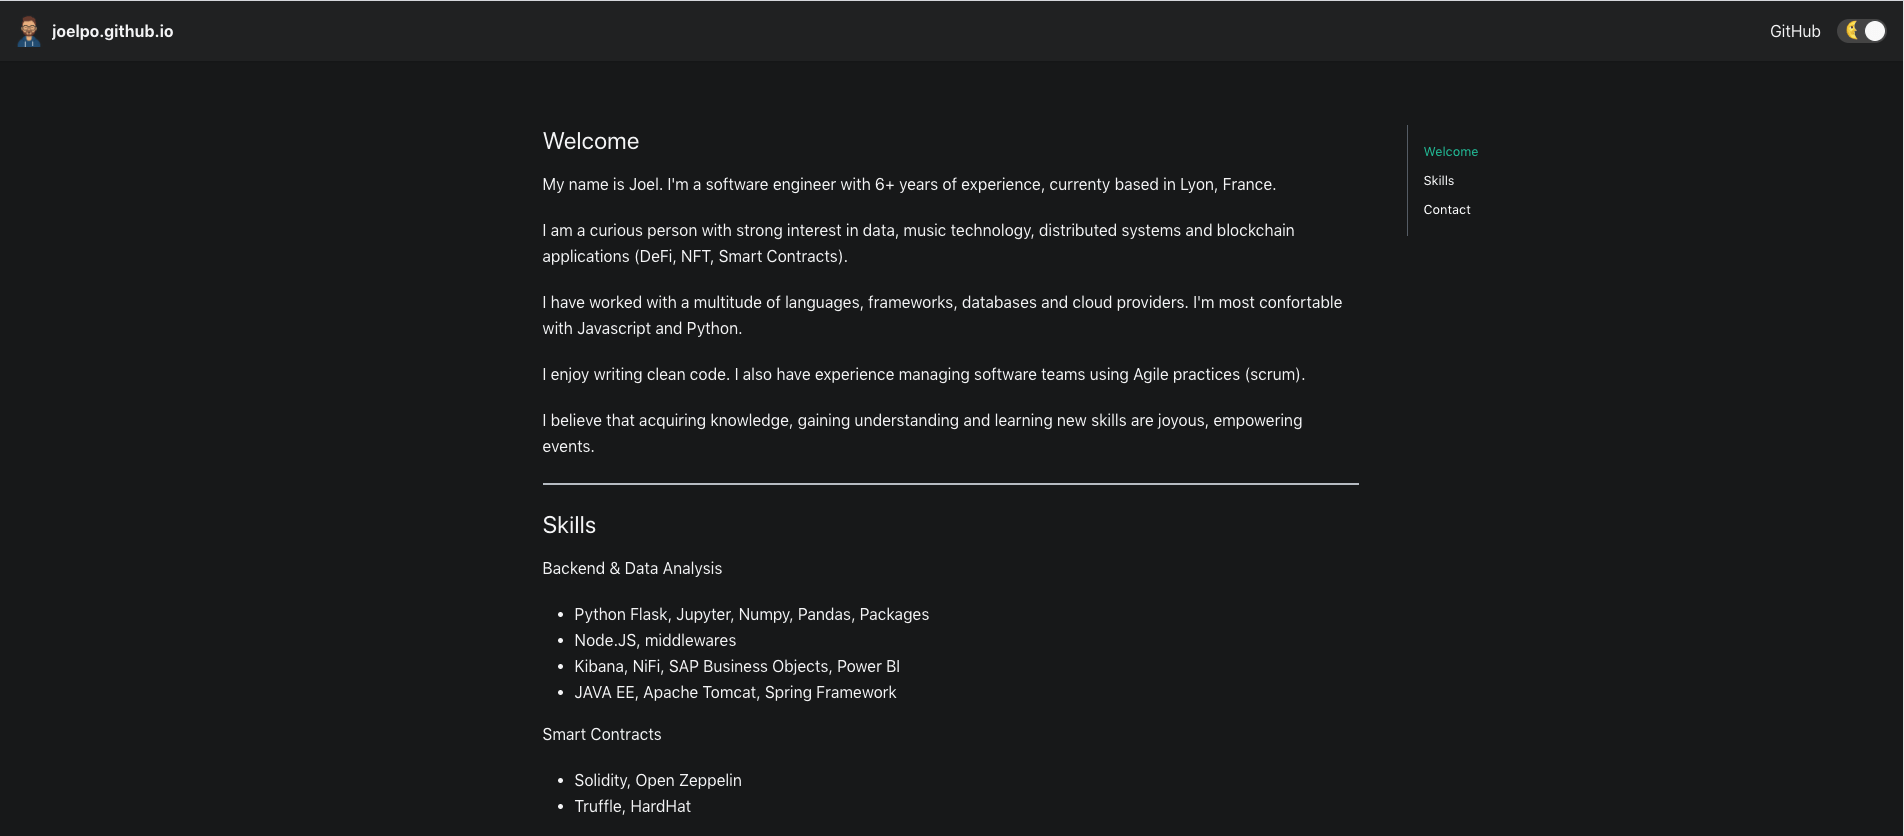 joelpo.github.io
GitHub
Welcome
My name is Joel. I'm a software engineer with 6+ years of experience, currenty based in Lyon, France.
I am a curious person with strong interest in data, music technology, distributed systems and blockchain
applications (DeFi, NFT, Smart Contracts).
I have worked with a multitude of languages, frameworks, databases and cloud providers. I'm most confortable
with Javascript and Python.
I enjoy writing clean code. I also have experience managing software teams using Agile practices (scrum).
I believe that acquiring knowledge, gaining understanding and learning new skills are joyous, empowering
events.
Skills
Backend & Data Analysis
• Python Flask, Jupyter, Numpy, Pandas, Packages
• Node.JS, middlewares
• Kibana, NiFi, SAP Business Objects, Power BI
• JAVA EE, Apache Tomcat, Spring Framework
Smart Contracts
• Solidity, Open Zeppelin
• Truffle, HardHat
Welcome
Skills
Contact